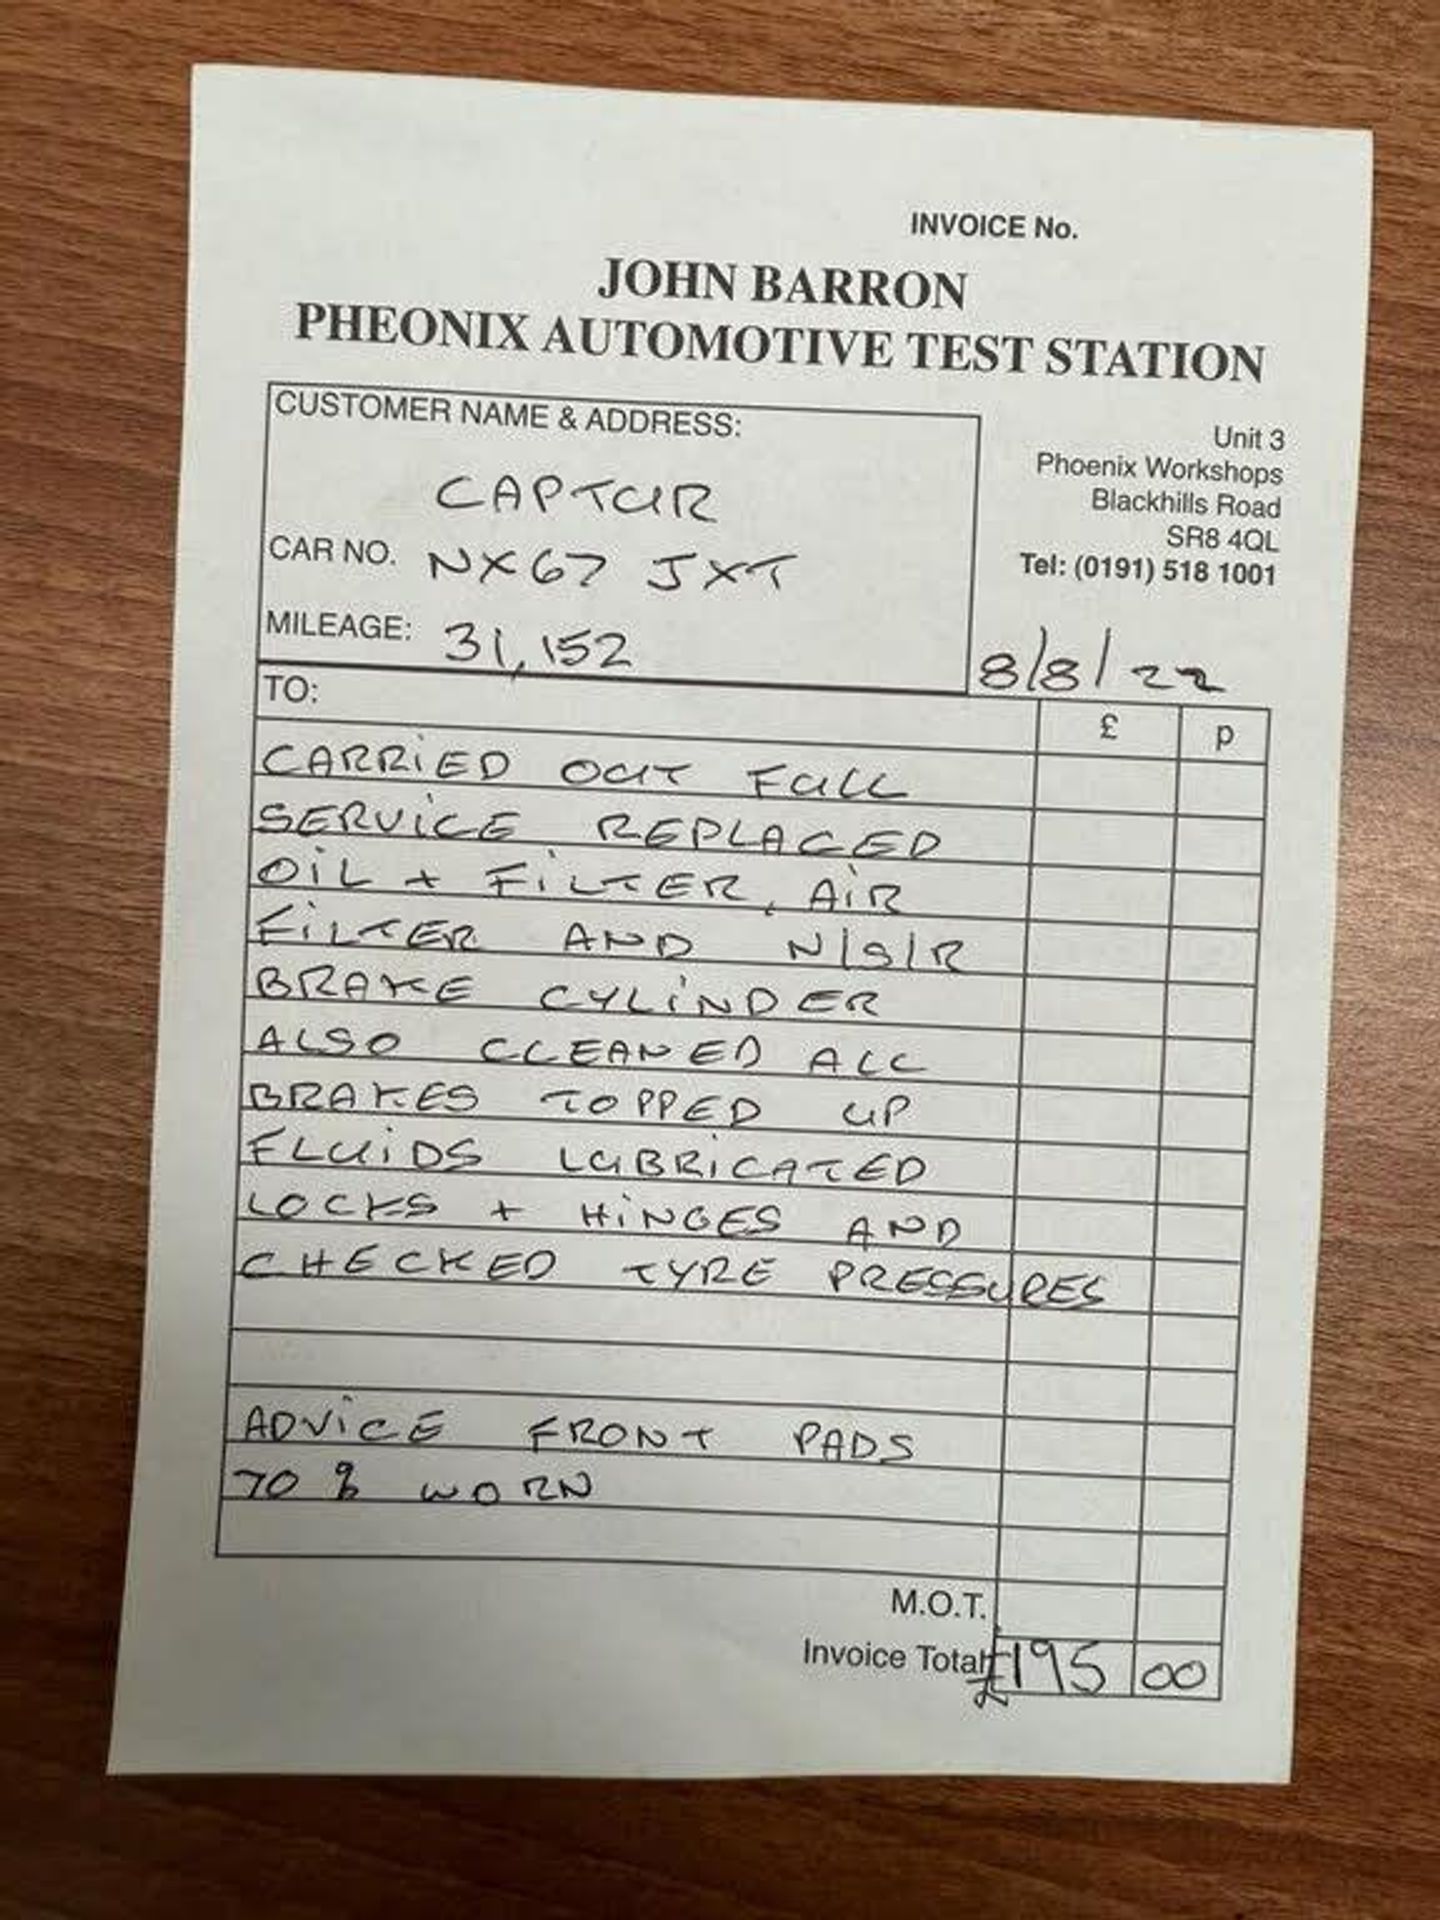 INVOICE No.
JOHN BARRON
PHEONIX AUTOMOTIVE TEST STATION
CUSTOMER NAME & ADDRESS:
CAPTUR
CAR NO. NX67 JXT
MILEAGE: 31,152
Unit 3
Phoenix Workshops
Blackhills Road
SR8 4QL
Tel: (0191) 518 1001
8/8/22
TO:
£ p
CARRIED OUT FULL
SERVICE REPLACED
OIL + FILTER, AIR
FILTER AND N/S/R
BRAKE CYLINDER
ALSO CLEANED ALL
BRAKES TOPPED UP
FLUIDS LUBRICATED
LOCKS + HINGES AND
CHECKED TYRE PRESSURES
ADVICE FRONT PADS
70 % WORN
M.O.T.
Invoice Total £195 00